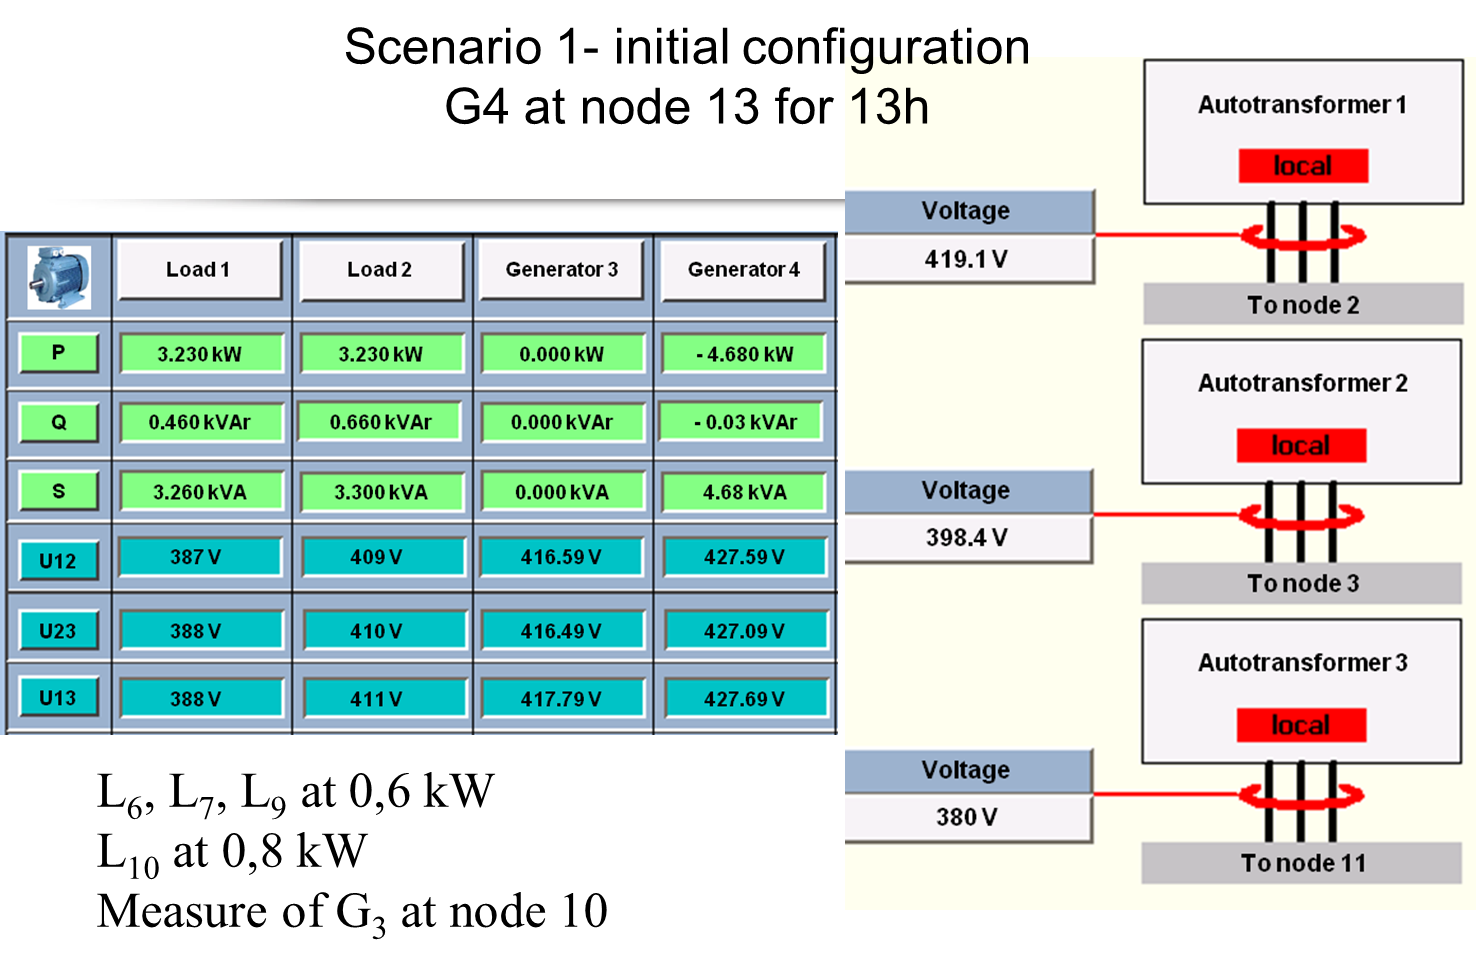 Scenario 1- initial configuration
G4 at node 13 for 13h
Load 1 Load 2 Generator 3 Generator 4
P 3.230 kW 3.230 kW 0.000 kW - 4.680 kW
Q 0.460 kVAr 0.660 kVAr 0.000 kVAr - 0.03 kVAr
S 3.260 kVA 3.300 kVA 0.000 kVA 4.68 kVA
U12 387 V 409 V 416.59 V 427.59 V
U23 388 V 410 V 416.49 V 427.09 V
U13 388 V 411 V 417.79 V 427.69 V
L6, L7, L9 at 0,6 kW
L10 at 0,8 kW
Measure of G3 at node 10
Autotransformer 1
local
Voltage
419.1 V
To node 2
Autotransformer 2
local
Voltage
398.4 V
To node 3
Autotransformer 3
local
Voltage
380 V
To node 11